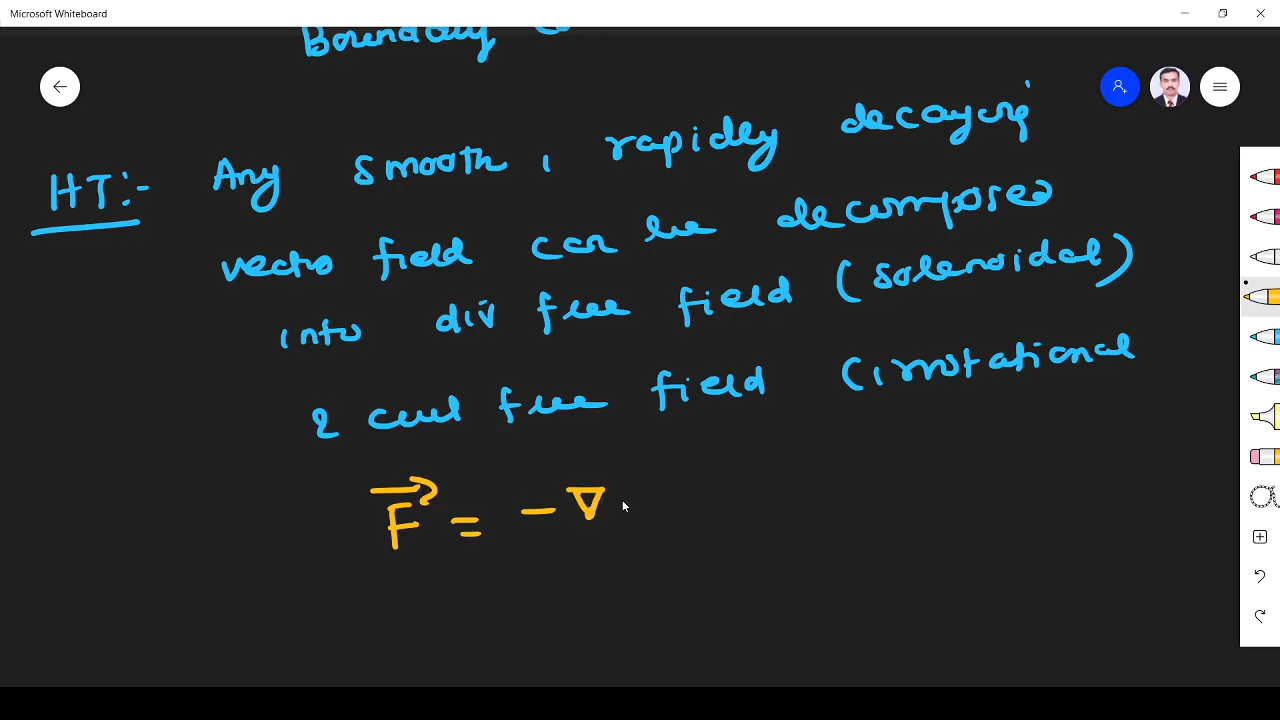 Microsoft Whiteboard
Boundary
HT:- Any smooth, rapidly decaying
vector field can be decomposed
into div free field (solenoidal)
& curl free field (irrotational
F⃗ = - ∇